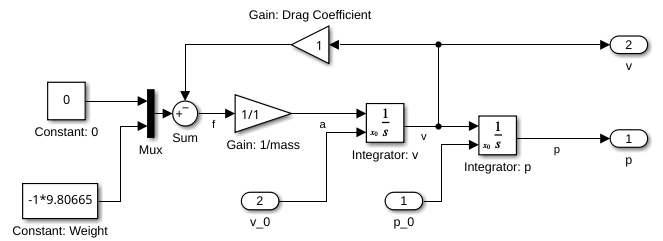 Gain: Drag Coefficient
1
2
v
0
Constant: 0
Mux
+
−
Sum
f
1/1
Gain: 1/mass
a
1
s
x₀
Integrator: v
v
1
s
x₀
Integrator: p
p
1
p
-1*9.80665
Constant: Weight
2
v_0
1
p_0